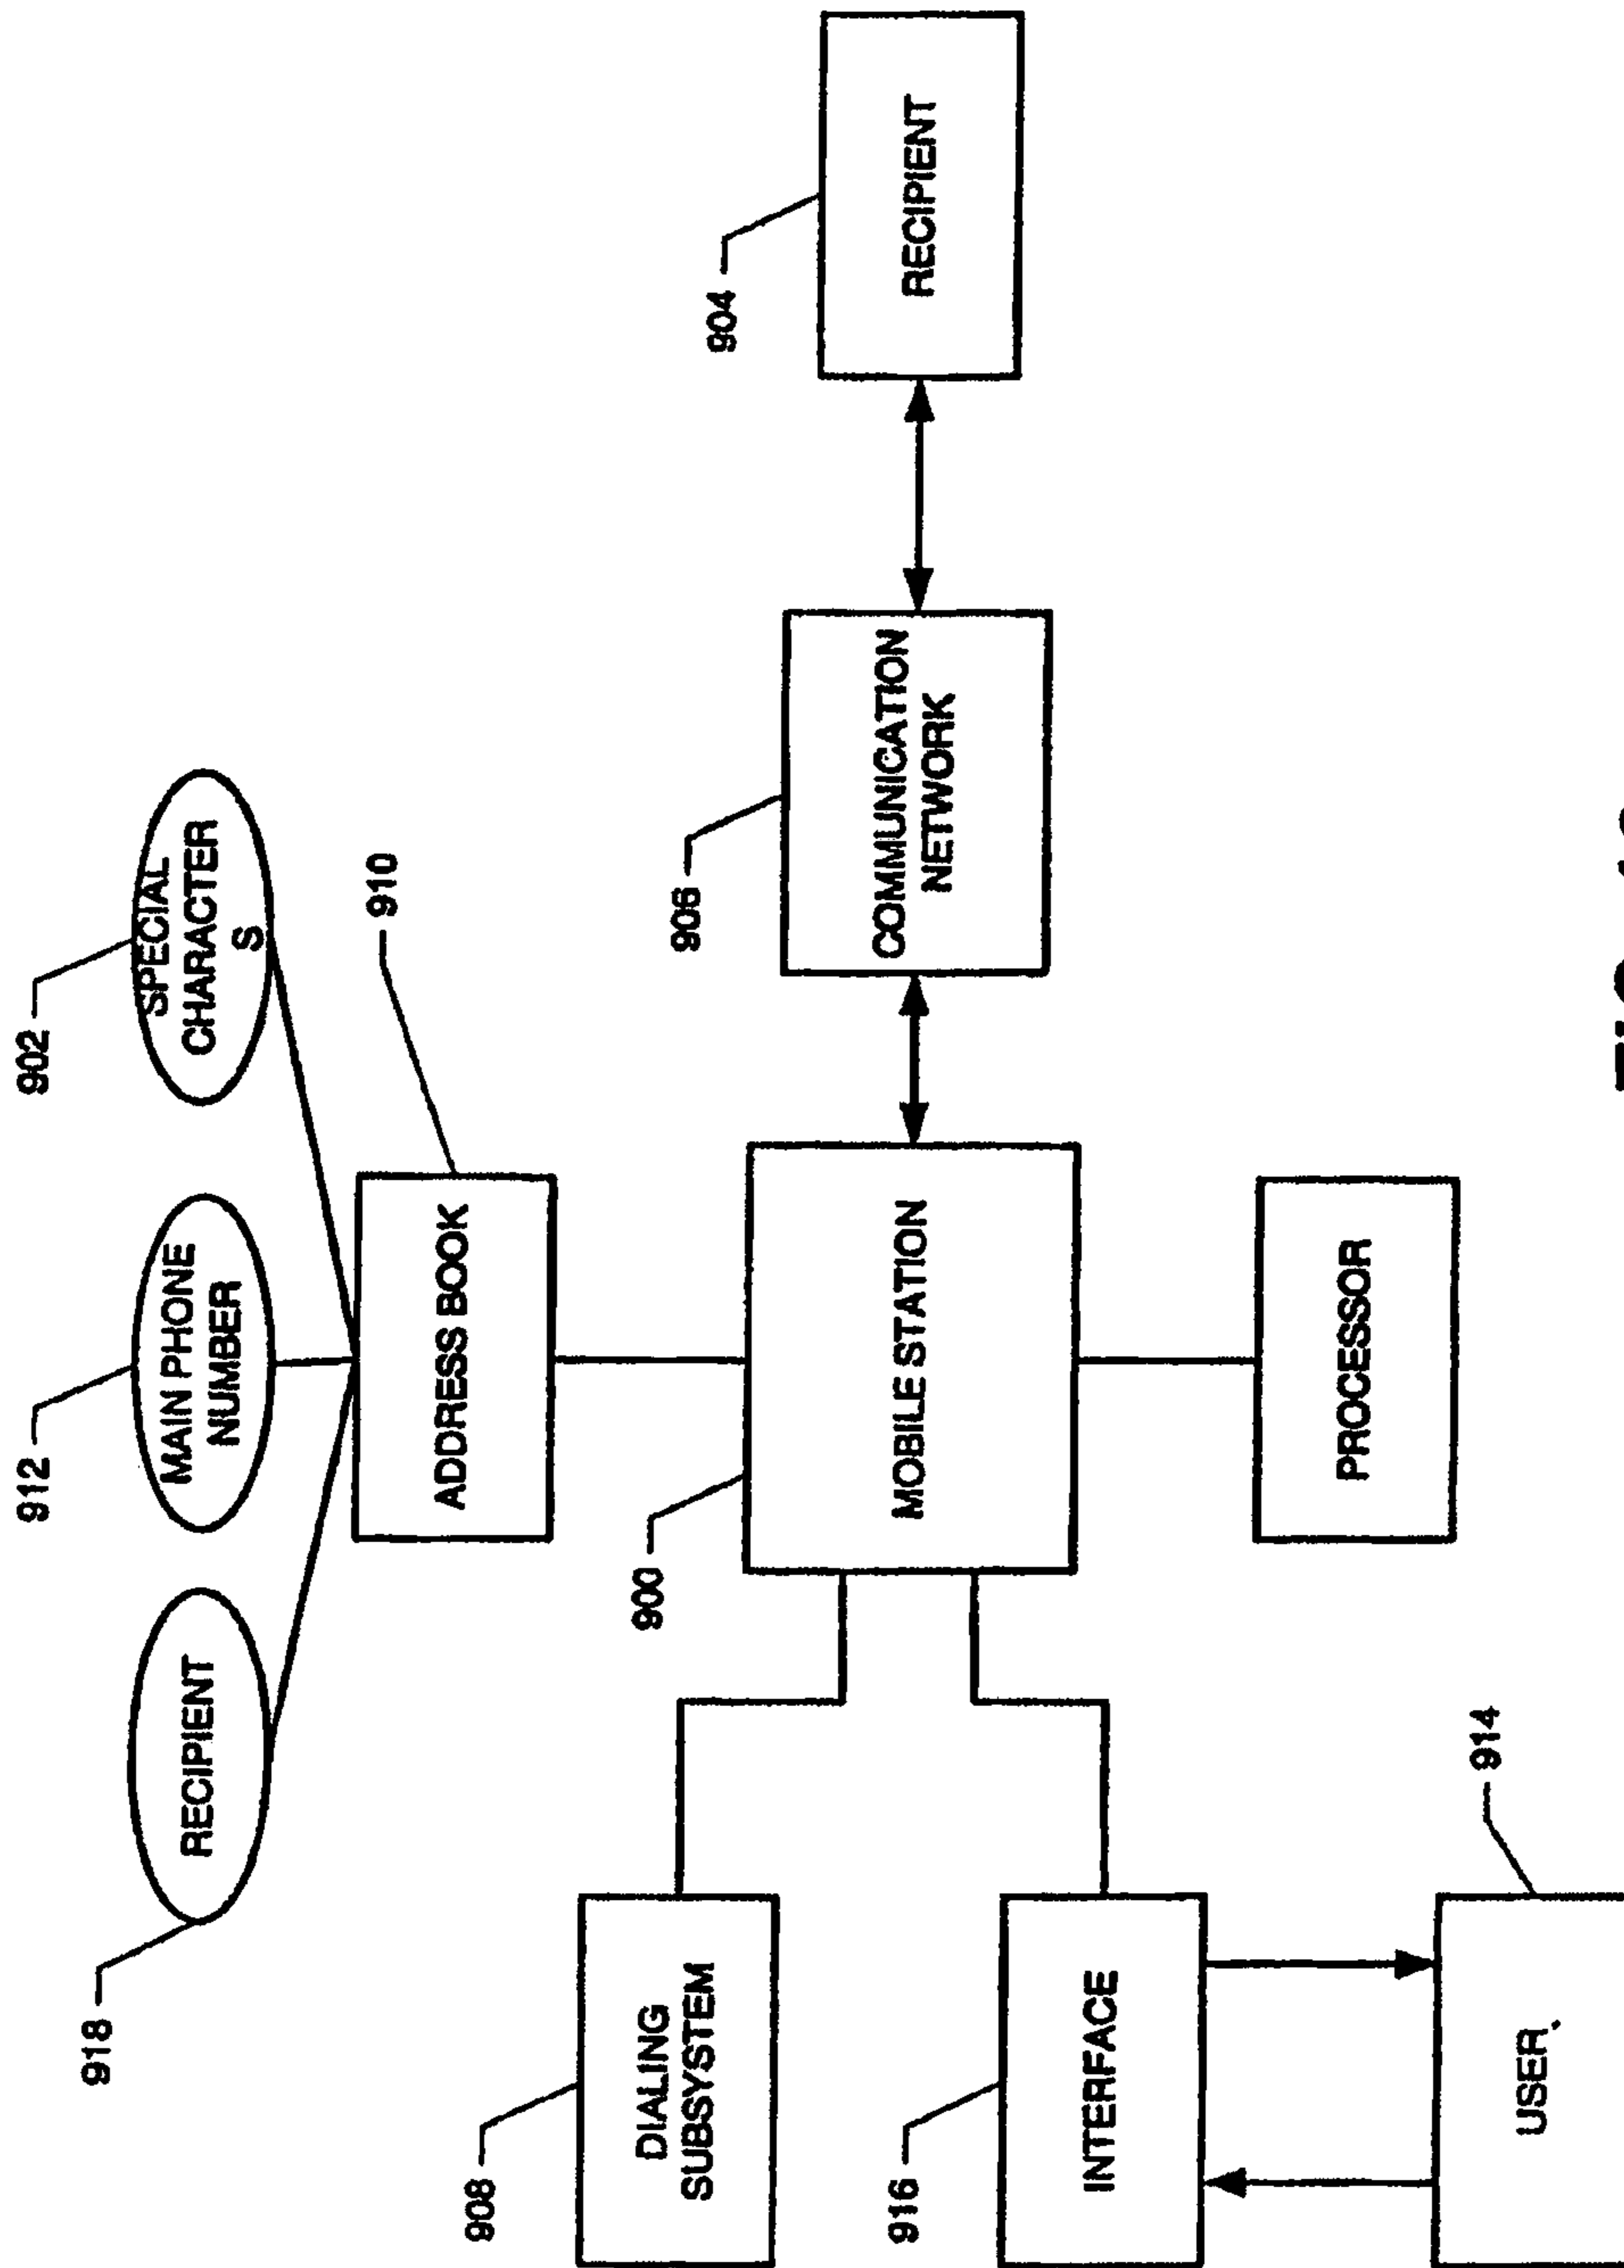 918
912
902
RECIPIENT
MAIN PHONE
NUMBER
SPECIAL
CHARACTER
S
910
ADDRESS BOOK
908
DIALING
SUBSYSTEM
900
MOBILE STATION
906
COMMUNICATION
NETWORK
904
RECIPIENT
916
INTERFACE
PROCESSOR
914
USER